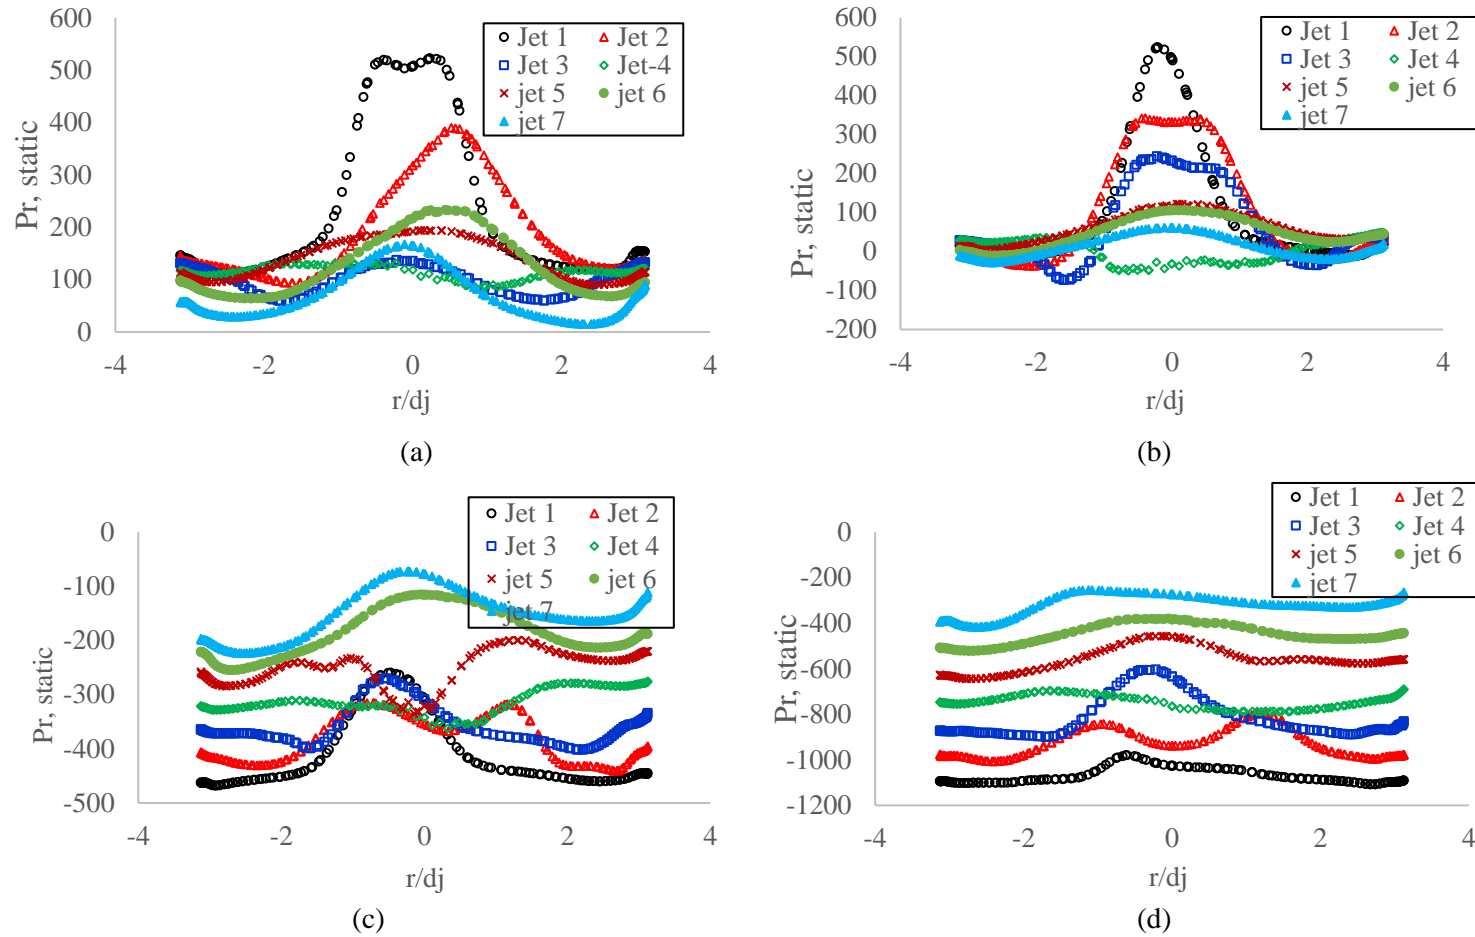 600
500
400
300
200
100
0
-4
-2
0
2
4
Pr, static
r/dj
Jet 1
Jet 2
Jet 3
Jet-4
jet 5
jet 6
jet 7
(a)
600
500
400
300
200
100
0
-100
-200
-4
-2
0
2
4
Pr, static
r/dj
Jet 1
Jet 2
Jet 3
Jet 4
jet 5
jet 6
jet 7
(b)
0
-100
-200
-300
-400
-500
-4
-2
0
2
4
Pr, static
r/dj
Jet 1
Jet 2
Jet 3
Jet 4
jet 5
jet 6
jet 7
(c)
0
-200
-400
-600
-800
-1000
-1200
-4
-2
0
2
4
Pr, static
r/dj
Jet 1
Jet 2
Jet 3
Jet 4
jet 5
jet 6
jet 7
(d)